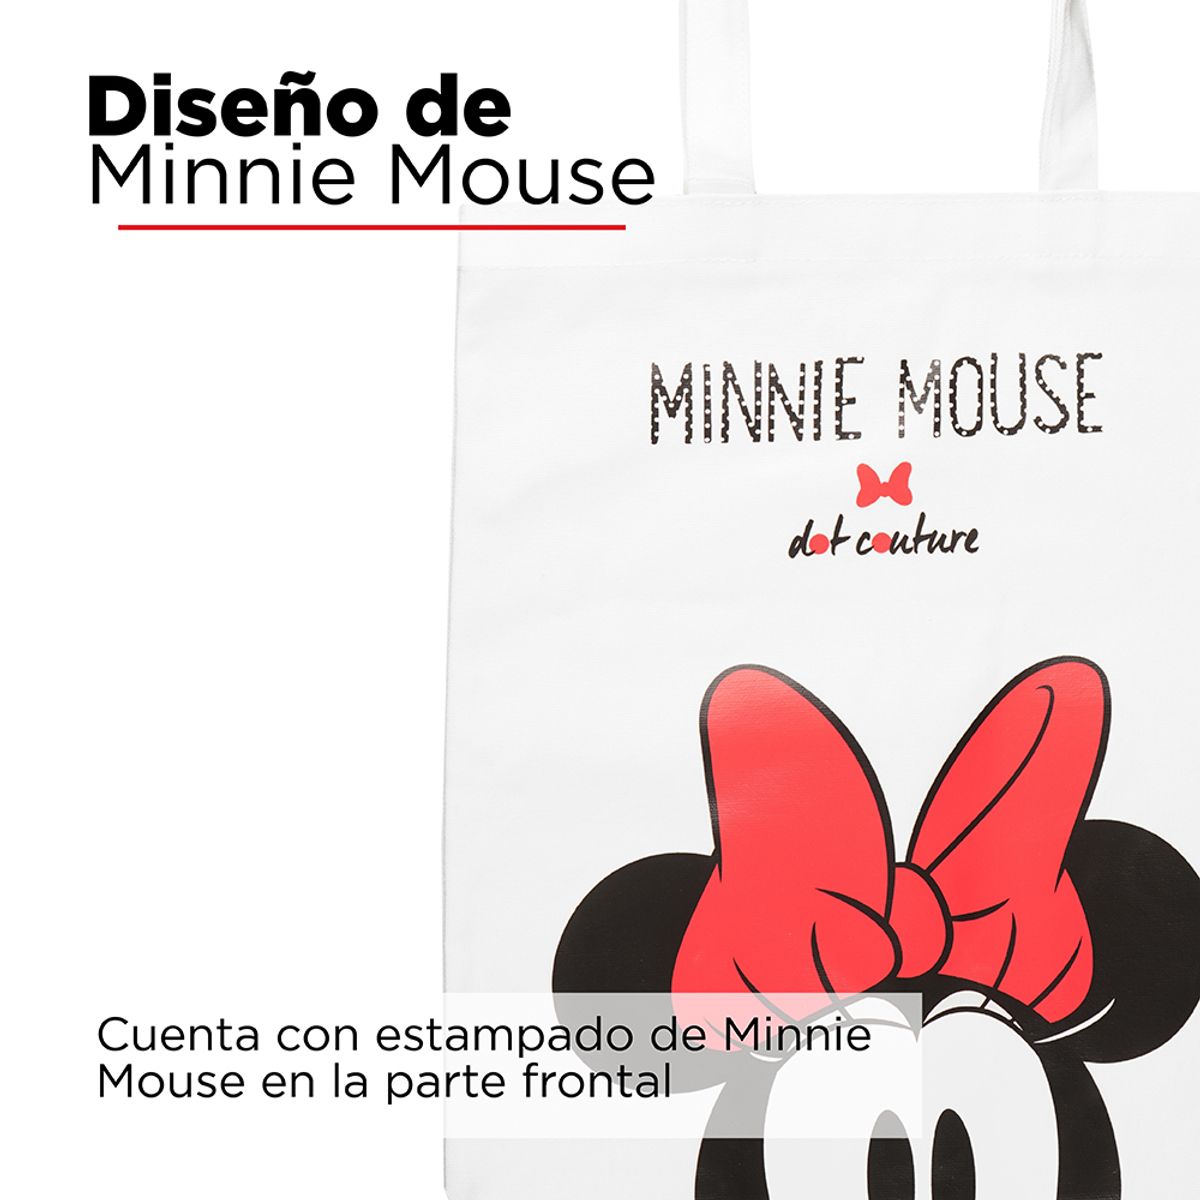 Diseño de
Minnie Mouse
MINNIE MOUSE
dot couture
Cuenta con estampado de Minnie
Mouse en la parte frontal